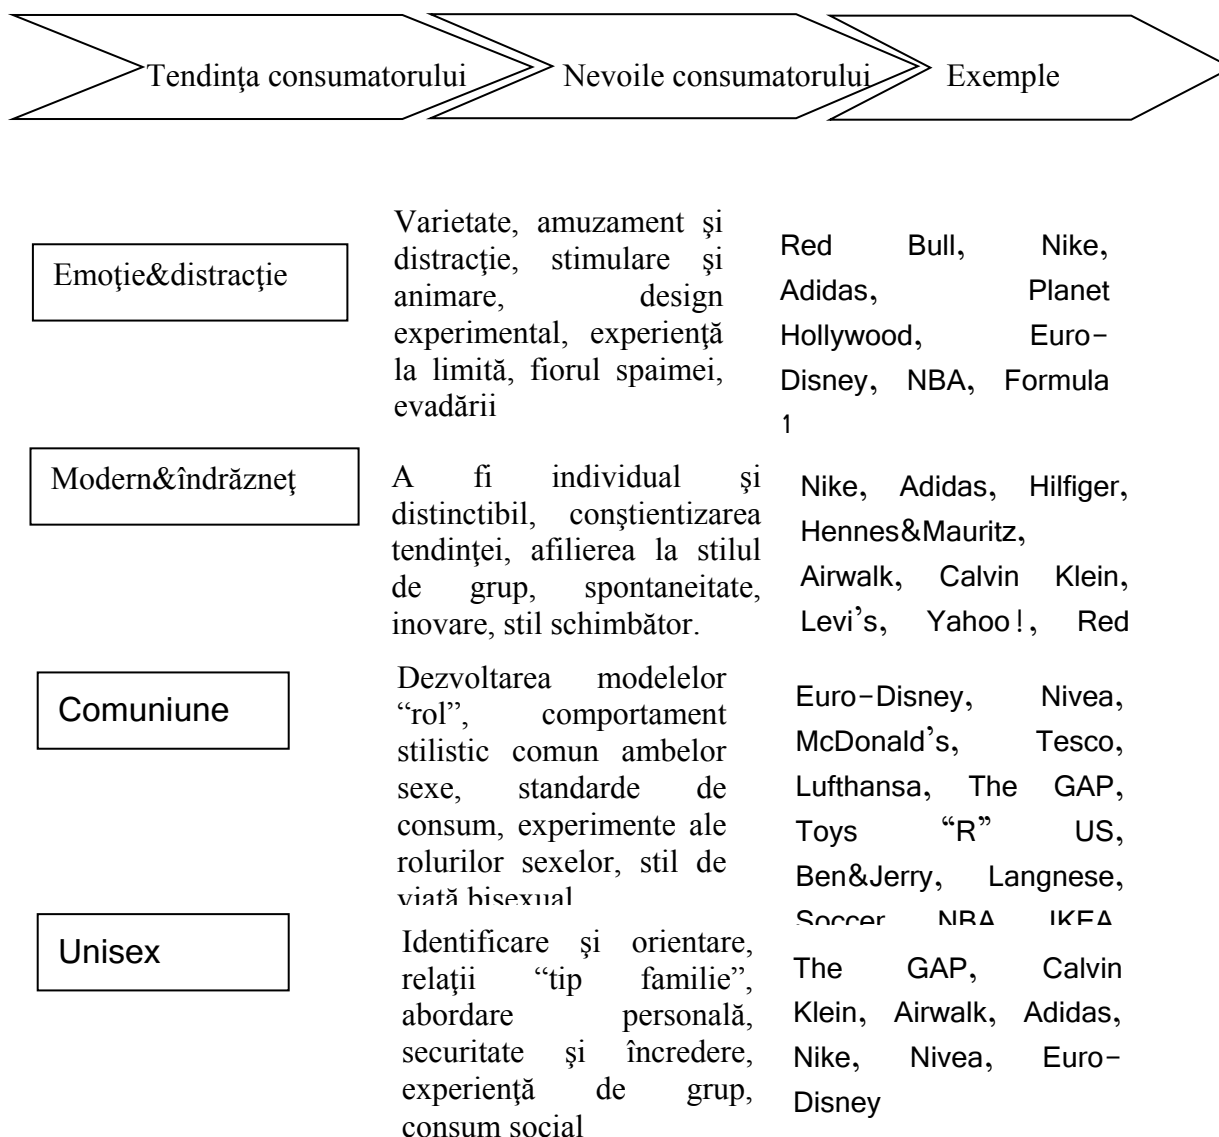 Tendinţa consumatorului
Nevoile consumatorului
Exemple
Emoţie&distracţie
Varietate, amuzament şi
distracţie, stimulare şi
animare, design
experimental, experienţă
la limită, fiorul spaimei,
evadării
Red Bull, Nike,
Adidas, Planet
Hollywood, Euro-
Disney, NBA, Formula
1
Modern&îndrăzneţ
A fi individual şi
distinctibil, conştientizarea
tendinţei, afilierea la stilul
de grup, spontaneitate,
inovare, stil schimbător.
Nike, Adidas, Hilfiger,
Hennes&Mauritz,
Airwalk, Calvin Klein,
Levi's, Yahoo!, Red
Comuniune
Dezvoltarea modelelor
“rol”, comportament
stilistic comun ambelor
sexe, standarde de
consum, experimente ale
rolurilor sexelor, stil de
viaţă bisexual
Euro-Disney, Nivea,
McDonald's, Tesco,
Lufthansa, The GAP,
Toys “R” US,
Ben&Jerry, Langnese,
Soccer NBA IKEA
Unisex
Identificare şi orientare,
relaţii “tip familie”,
abordare personală,
securitate şi încredere,
experienţă de grup,
consum social
The GAP, Calvin
Klein, Airwalk, Adidas,
Nike, Nivea, Euro-
Disney